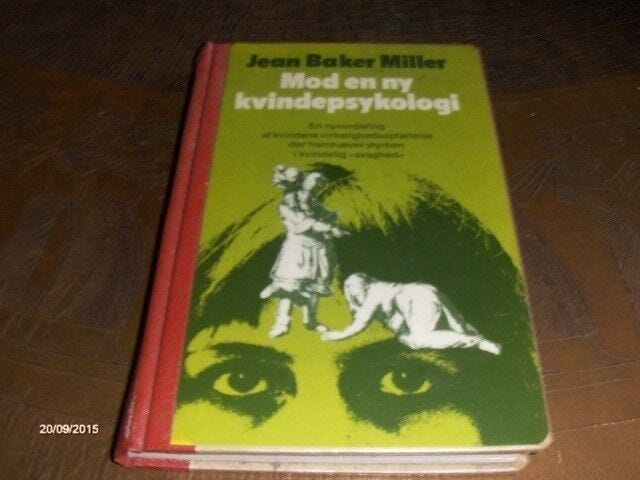 Jean Baker Miller
Mod en ny
kvindepsykologi
En nyvurdering
af kvindens virkelighedsopfattelse
der fremhæver styrken
i kvindelig »svaghed«
20/09/2015